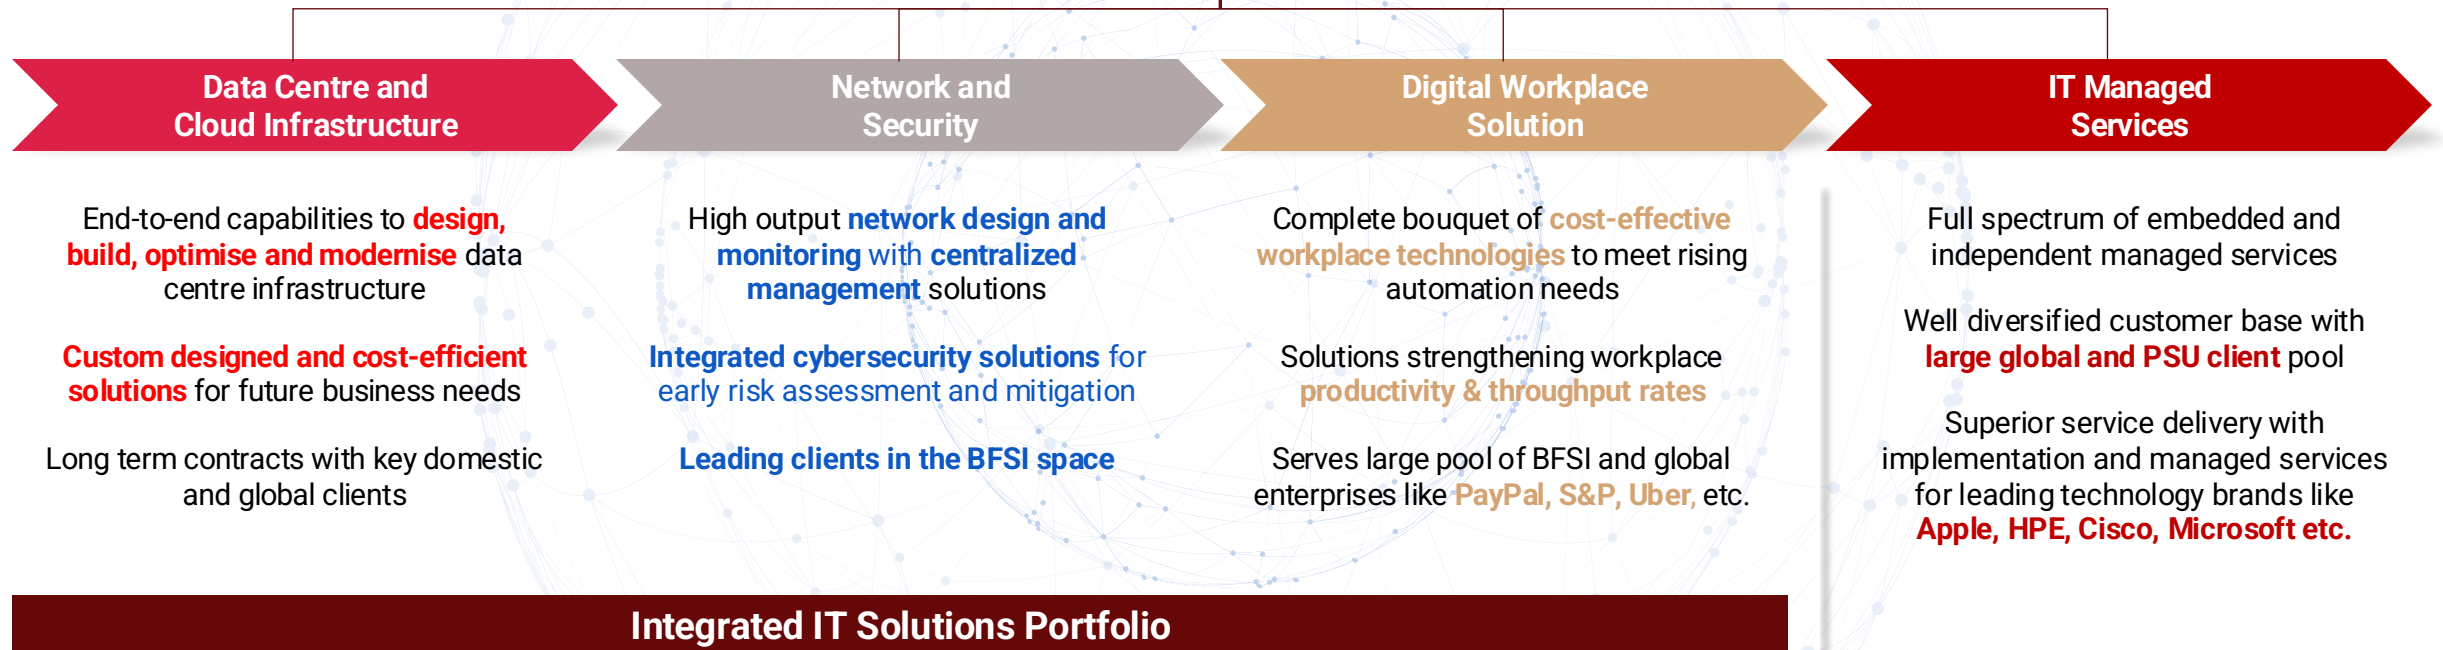 Data Centre and
Cloud Infrastructure
End-to-end capabilities to design,
build, optimise and modernise data
centre infrastructure
Custom designed and cost-efficient
solutions for future business needs
Long term contracts with key domestic
and global clients
Network and
Security
High output network design and
monitoring with centralized
management solutions
Integrated cybersecurity solutions for
early risk assessment and mitigation
Leading clients in the BFSI space
Digital Workplace
Solution
Complete bouquet of cost-effective
workplace technologies to meet rising
automation needs
Solutions strengthening workplace
productivity & throughput rates
Serves large pool of BFSI and global
enterprises like PayPal, S&P, Uber, etc.
IT Managed
Services
Full spectrum of embedded and
independent managed services
Well diversified customer base with
large global and PSU client pool
Superior service delivery with
implementation and managed services
for leading technology brands like
Apple, HPE, Cisco, Microsoft etc.
Integrated IT Solutions Portfolio